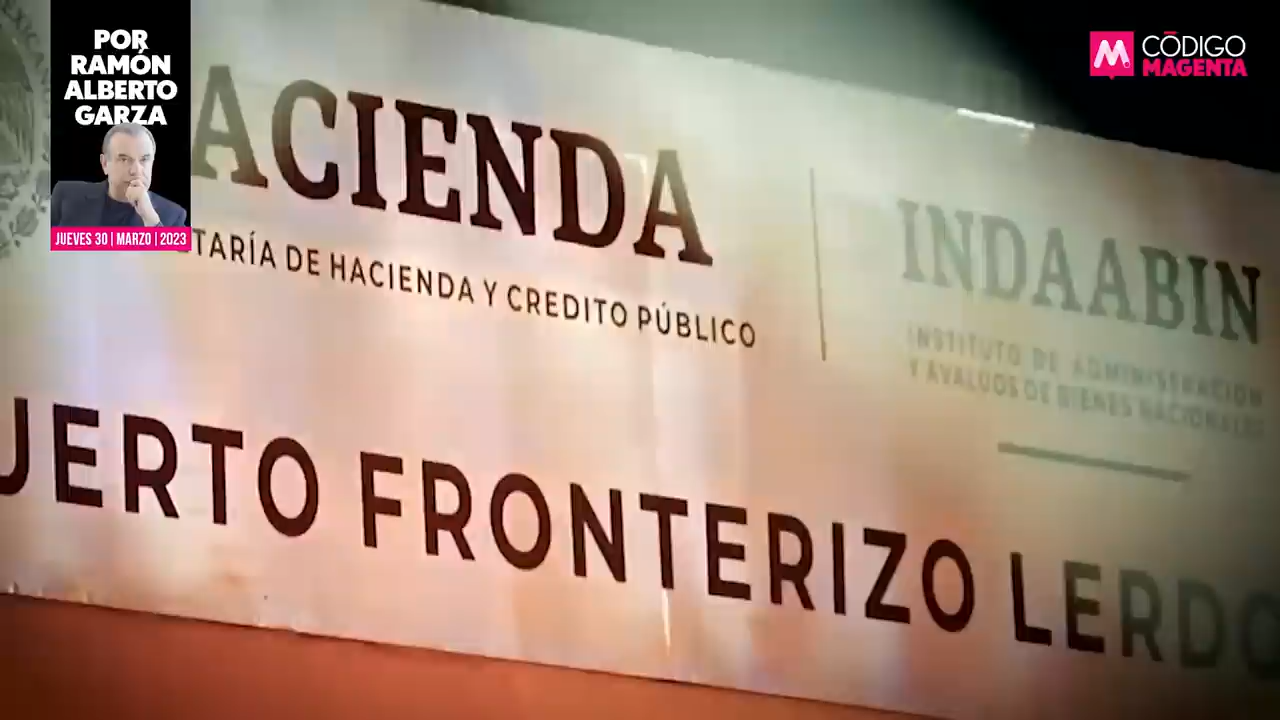 POR
RAMÓN
ALBERTO
GARZA
JUEVES 30 | MARZO | 2023
CÓDIGO
MAGENTA
ACIENDA
TARÍA DE HACIENDA Y CREDITO PÚBLICO
INDAABIN
INSTITUTO DE ADMINISTRACIÓN
Y AVALÚOS DE BIENES NACIONALES
UERTO FRONTERIZO LERDO